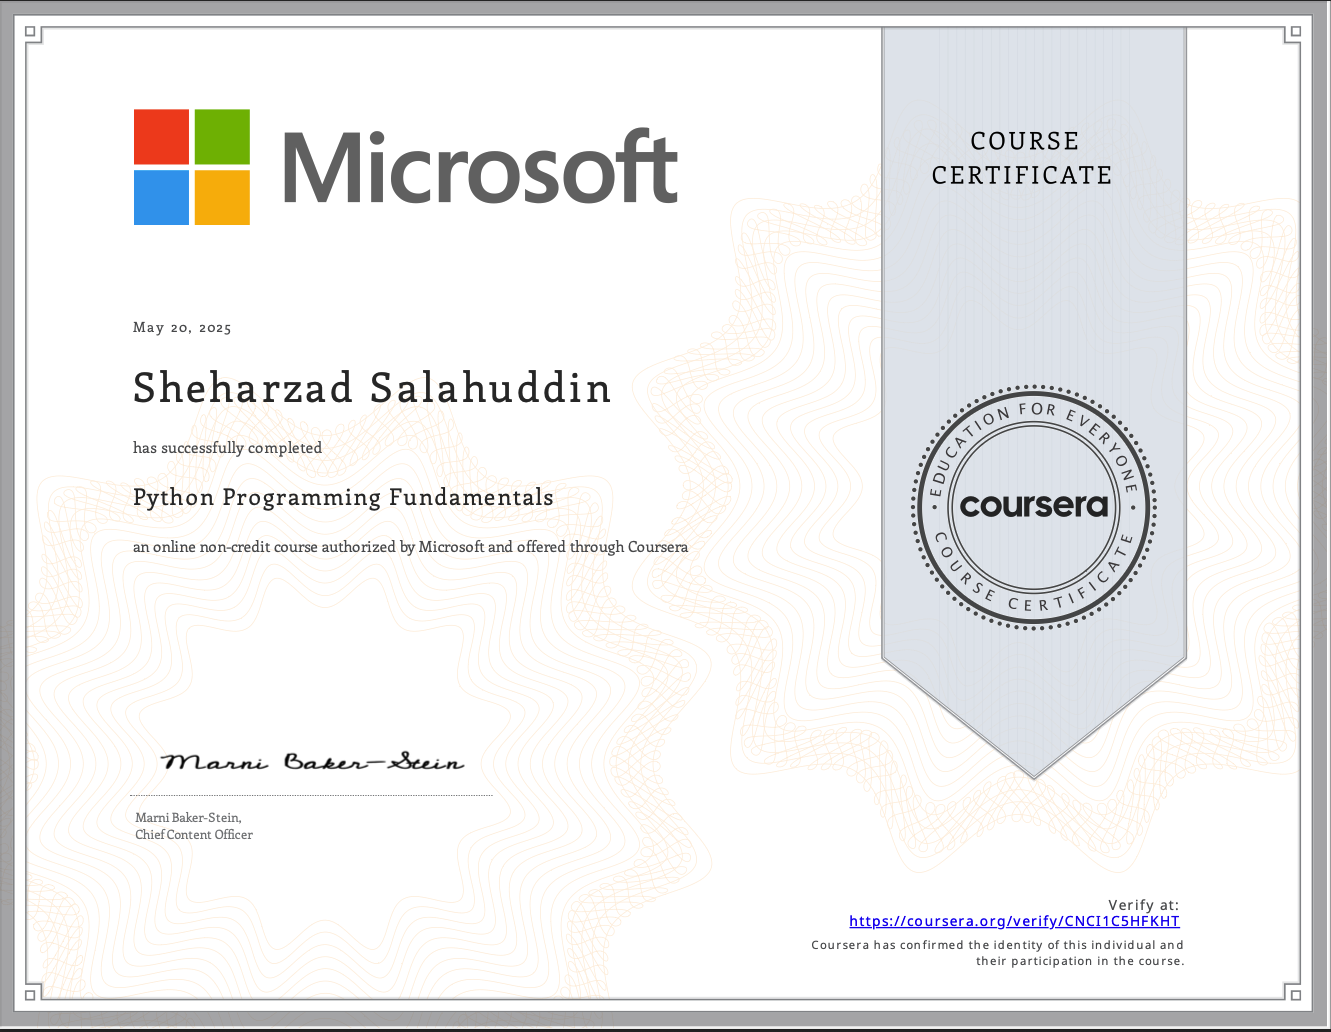 Microsoft
COURSE
CERTIFICATE
May 20, 2025
Sheharzad Salahuddin
has successfully completed
Python Programming Fundamentals
an online non-credit course authorized by Microsoft and offered through Coursera
EDUCATION FOR EVERYONE
coursera
COURSE CERTIFICATE
Marni Baker-Stein
Marni Baker-Stein,
Chief Content Officer
Verify at:
https://coursera.org/verify/CNCI1C5HFKHT
Coursera has confirmed the identity of this individual and
their participation in the course.